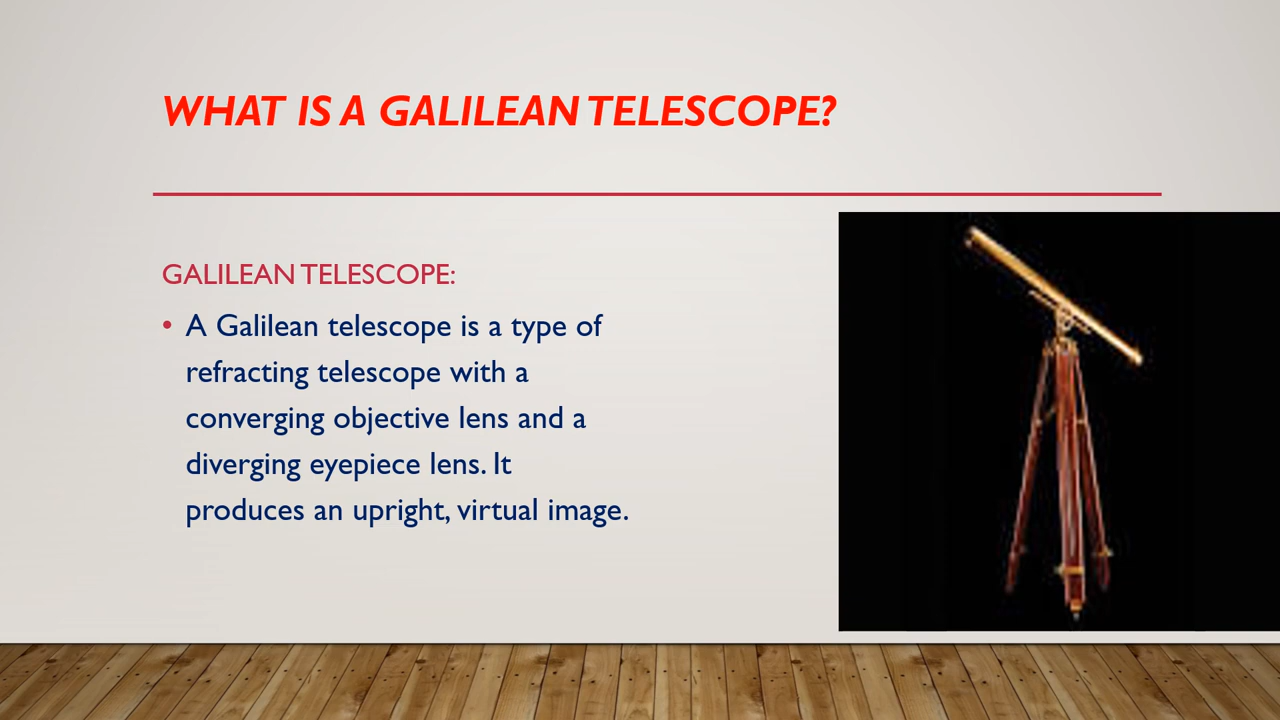 WHAT IS A GALILEAN TELESCOPE?
GALILEAN TELESCOPE:
• A Galilean telescope is a type of
refracting telescope with a
converging objective lens and a
diverging eyepiece lens. It
produces an upright, virtual image.